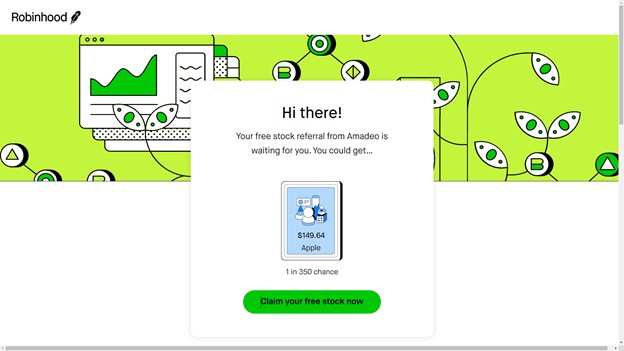 Robinhood
Hi there!
Your free stock referral from Amadeo is
waiting for you. You could get...
$149.64
Apple
1 in 350 chance
Claim your free stock now